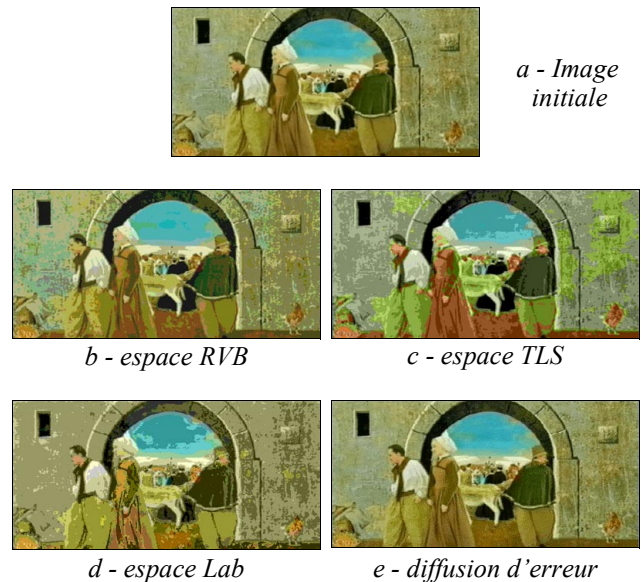 a - Image
initiale
b - espace RVB
c - espace TLS
d - espace Lab
e - diffusion d'erreur